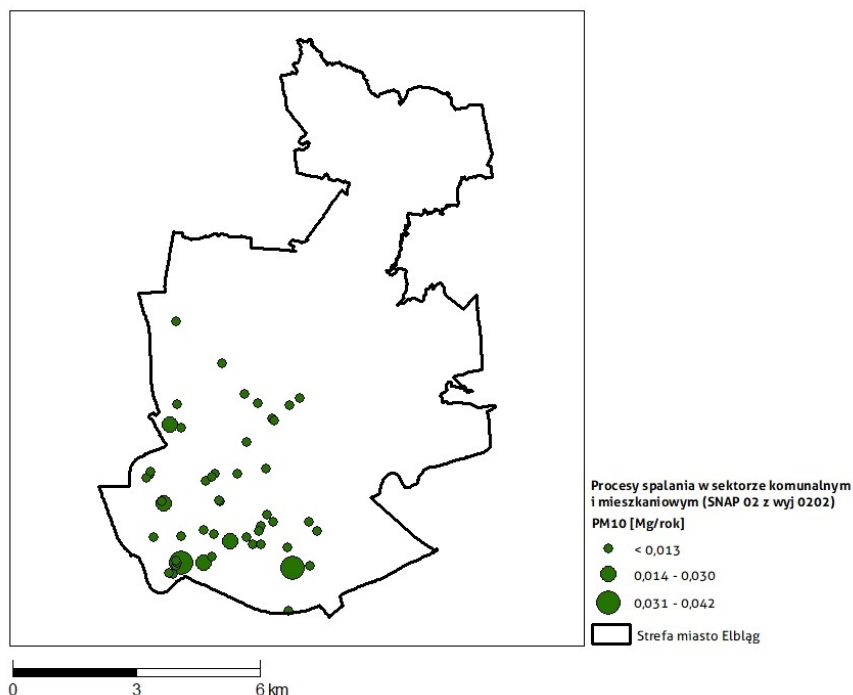 Procesy spalania w sektorze komunalnym
i mieszkaniowym (SNAP 02 z wyj 0202)
PM10 [Mg/rok]
< 0,013
0,014 - 0,030
0,031 - 0,042
Strefa miasto Elbląg
0 3 6 km